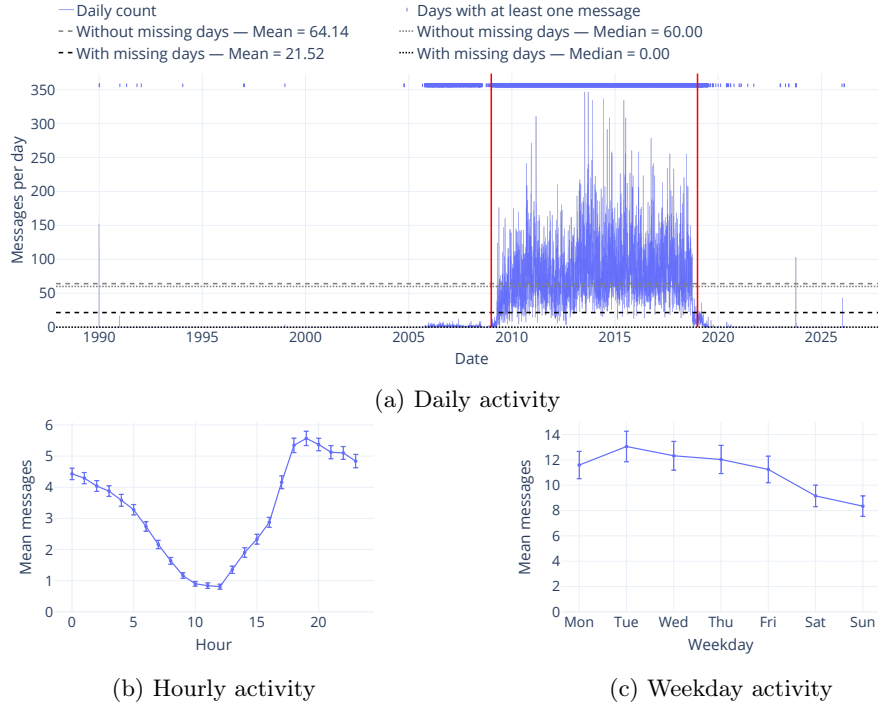 Daily count
Days with at least one message
Without missing days — Mean = 64.14
Without missing days — Median = 60.00
With missing days — Mean = 21.52
With missing days — Median = 0.00
350
300
250
200
150
100
50
0
Messages per day
1990 1995 2000 2005 2010 2015 2020 2025
Date
(a) Daily activity
6
5
4
3
2
1
0
Mean messages
0 5 10 15 20
Hour
(b) Hourly activity
14
12
10
8
6
4
2
0
Mean messages
Mon Tue Wed Thu Fri Sat Sun
Weekday
(c) Weekday activity